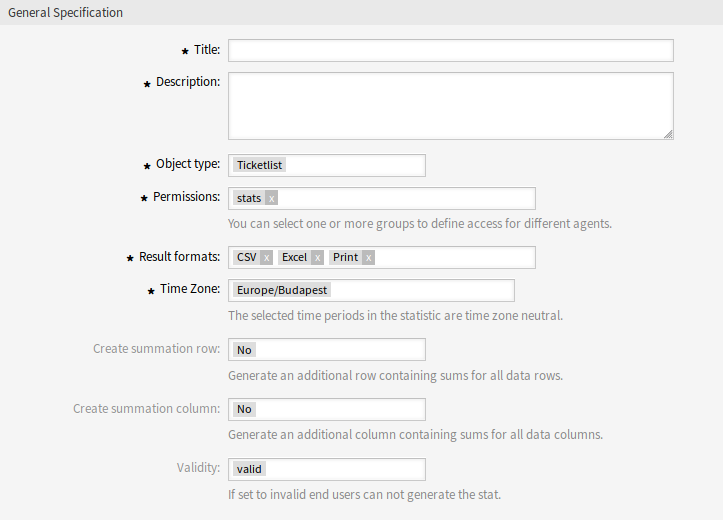 General Specification
★ Title:
★ Description:
★ Object type: Ticketlist
★ Permissions: stats x
You can select one or more groups to define access for different agents.
★ Result formats: CSV x Excel x Print x
★ Time Zone: Europe/Budapest
The selected time periods in the statistic are time zone neutral.
Create summation row: No
Generate an additional row containing sums for all data rows.
Create summation column: No
Generate an additional column containing sums for all data columns.
Validity: valid
If set to invalid end users can not generate the stat.